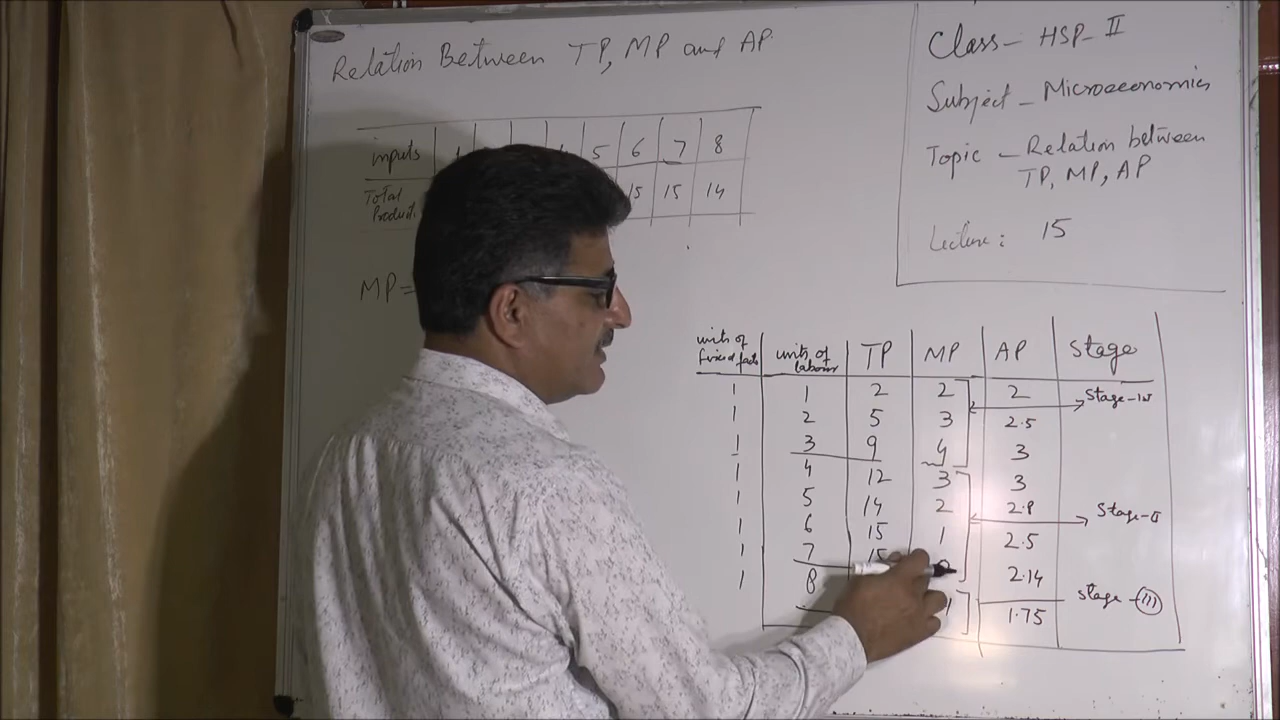 Relation Between TP, MP and AP
inputs 5 6 7 8
Total Product 15 15 14
MP=
Class - HSP - II
Subject - Microeconomics
Topic - Relation between
TP, MP, AP
Lecture: 15
units of fixed facts units of labour TP MP AP Stage
1 1 2 2 2 Stage-Ist
1 2 5 3 2.5
1 3 9 4 3
1 4 12 3 3
1 5 14 2 2.8 Stage-II
1 6 15 1 2.5
1 7 15 2.14
1 8 1.75 Stage - III